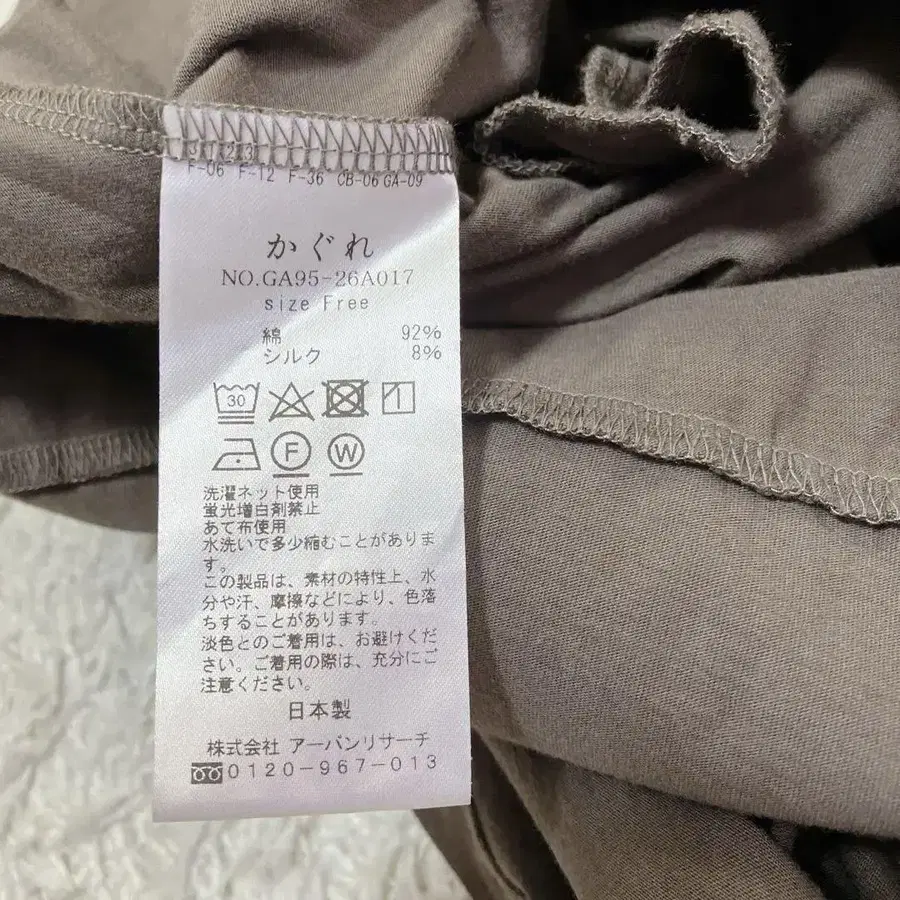 F-06 F-12 F-36 CB-06 GA-09
かぐれ
NO.GA95-26A017
size Free
綿 92%
シルク 8%
30
F W
洗濯ネット使用
蛍光増白剤禁止
あて布使用
水洗いで多少縮むことがありま
す。
この製品は、素材の特性上、水
分や汗、摩擦などにより、色落
ちすることがあります。
淡色とのご着用は、お避けくだ
さい。ご着用の際は、充分にご
注意ください。
日本製
株式会社 アーバンリサーチ
0120-967-013